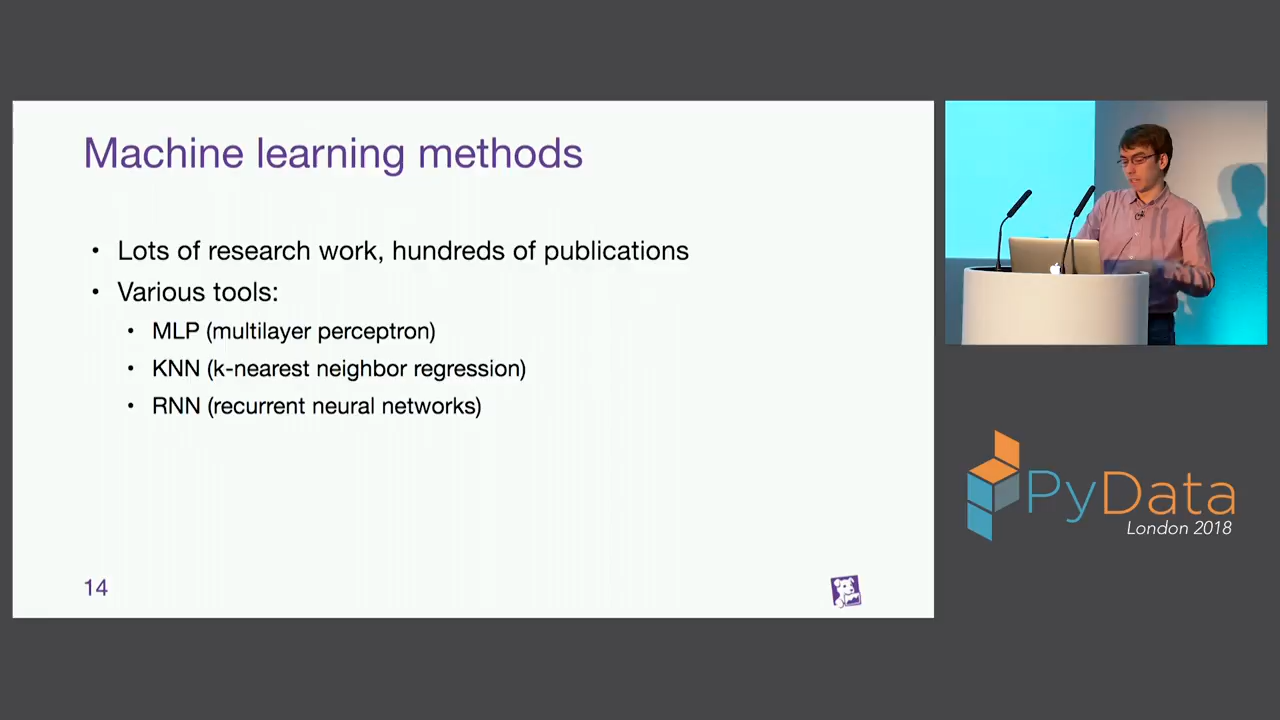 Machine learning methods
• Lots of research work, hundreds of publications
• Various tools:
• MLP (multilayer perceptron)
• KNN (k-nearest neighbor regression)
• RNN (recurrent neural networks)
14
PyData
London 2018